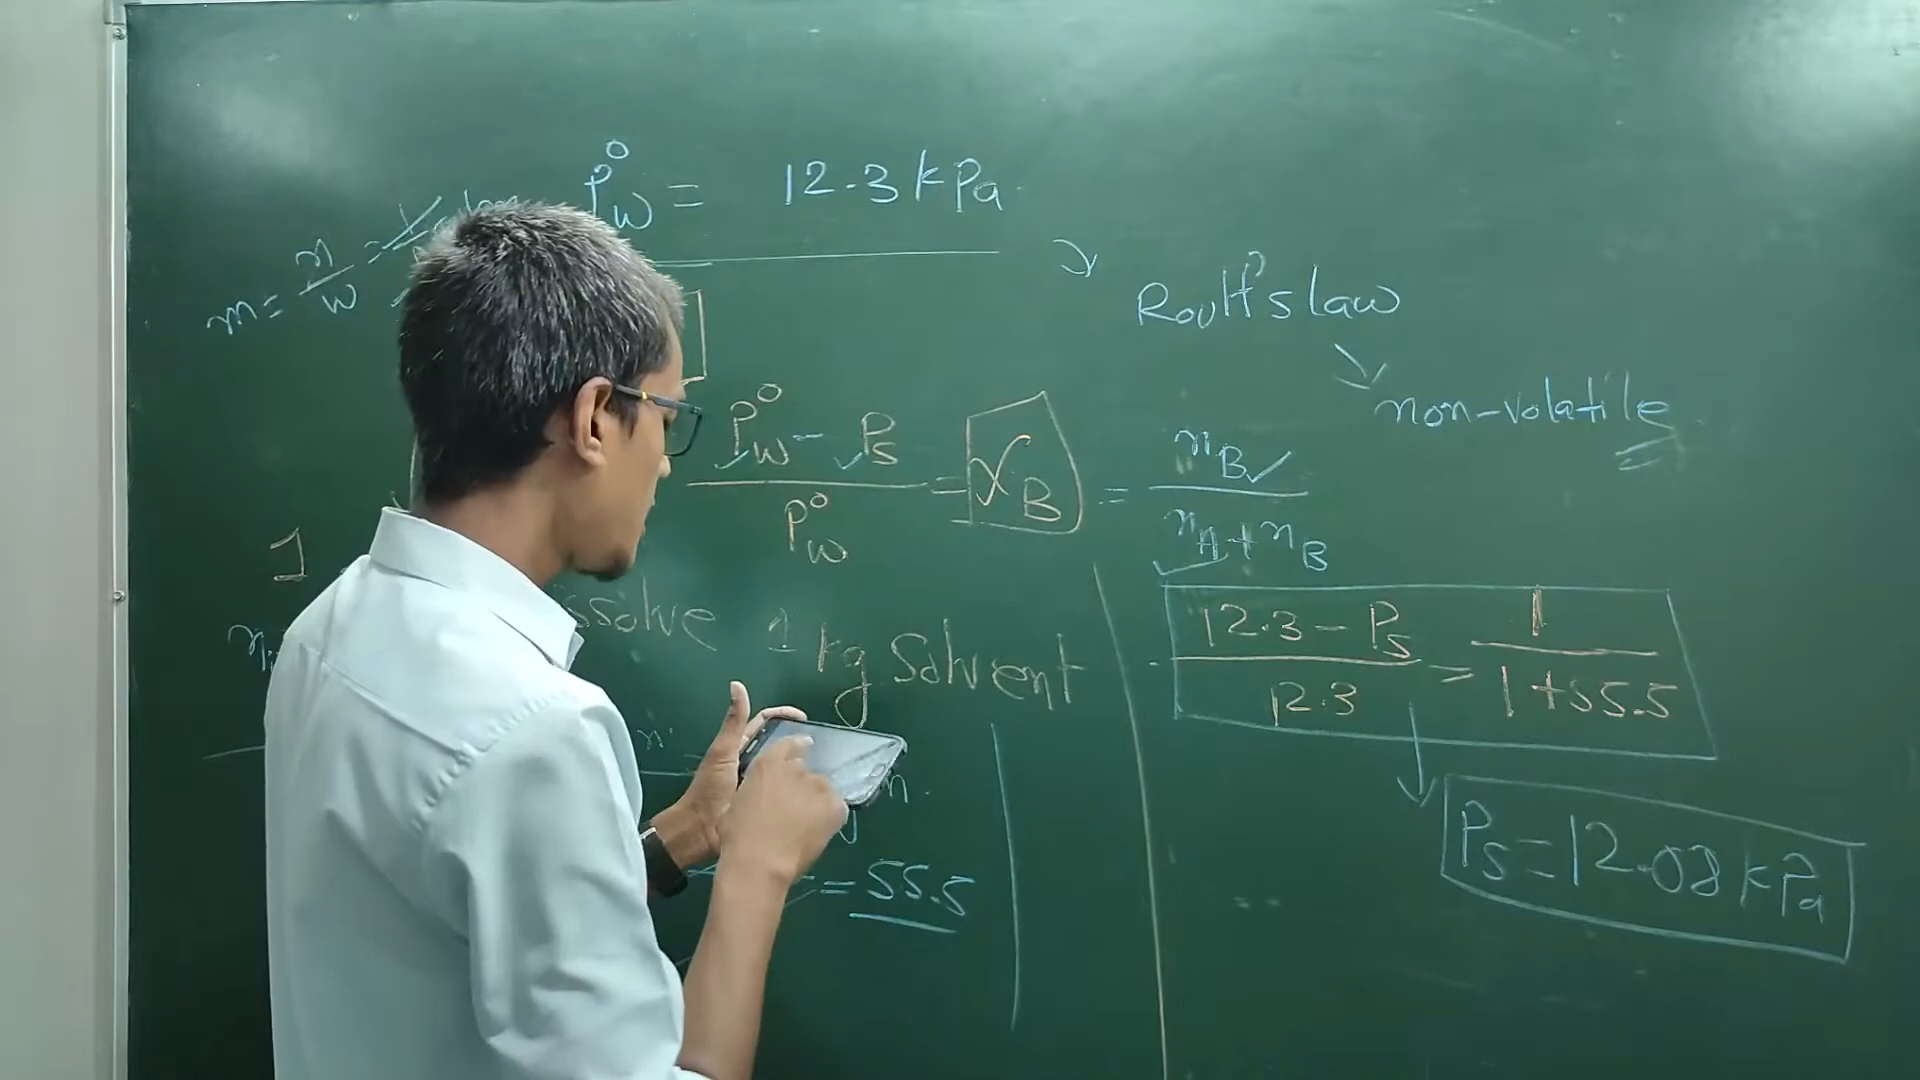 P°w = 12.3 kPa
m = n/w =
Roult's law
non-volatile
(P°w - Ps)/P°w = xB = nB/(nA + nB)
1
ssolve 1 kg Solvent
(12.3 - Ps)/12.3 = 1/(1+55.5)
= 55.5
Ps = 12.08 kPa